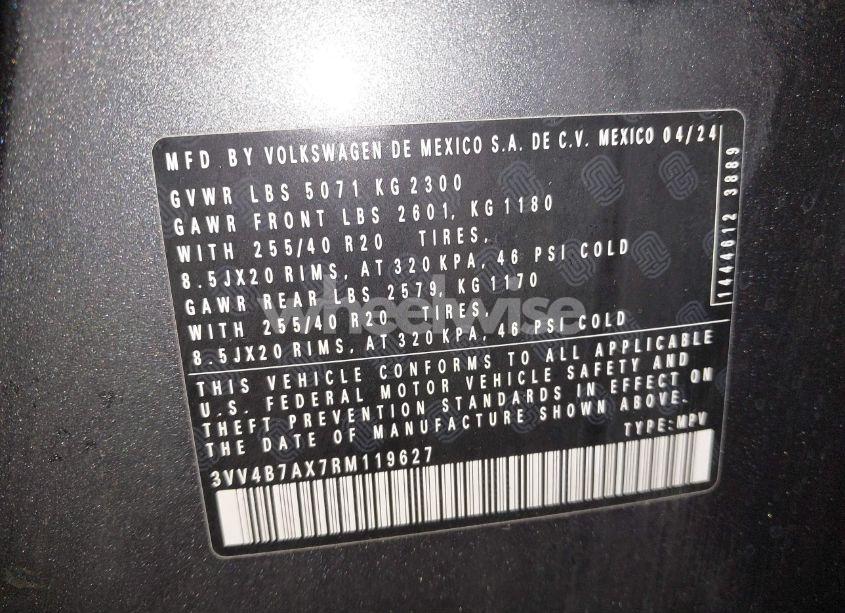 MFD BY VOLKSWAGEN DE MEXICO S.A. DE C.V. MEXICO 04/24
GVWR LBS 5071 KG 2300
GAWR FRONT LBS 2601, KG 1180
WITH 255/40 R20 TIRES,
8.5JX20 RIMS, AT 320 KPA, 46 PSI COLD
GAWR REAR LBS 2579, KG 1170
WITH 255/40 R20 TIRES,
8.5JX20 RIMS, AT 320 KPA, 46 PSI COLD
THIS VEHICLE CONFORMS TO ALL APPLICABLE
U.S. FEDERAL MOTOR VEHICLE SAFETY AND
THEFT PREVENTION STANDARDS IN EFFECT ON
THE DATE OF MANUFACTURE SHOWN ABOVE.
TYPE: MPV
3VV4B7AX7RM119627
1444612 3889
wheelwise